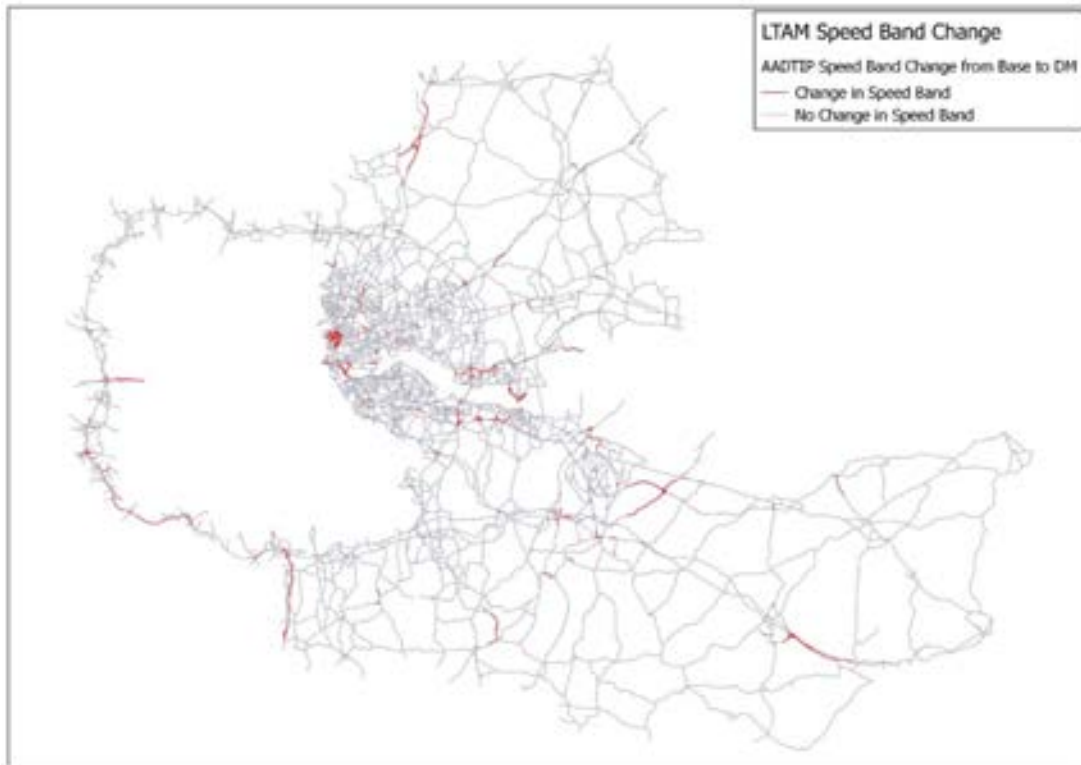 LTAM Speed Band Change
AADTIP Speed Band Change from Base to DM
Change in Speed Band
No Change in Speed Band